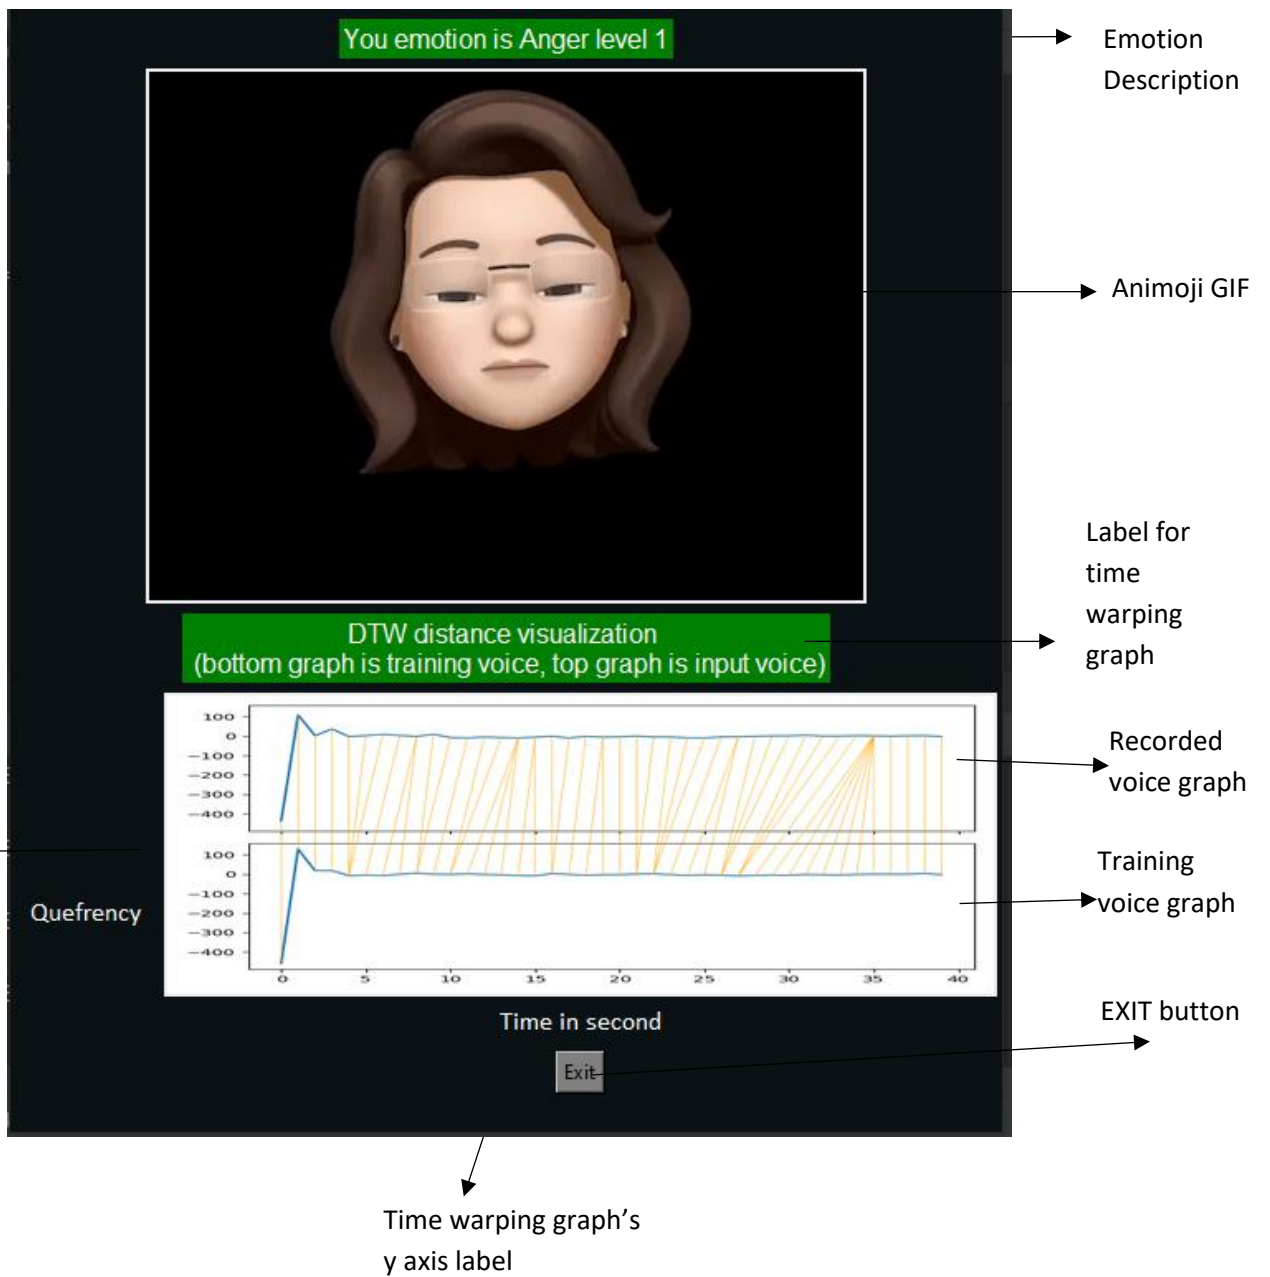 You emotion is Anger level 1
Emotion
Description
Animoji GIF
Label for
time
warping
graph
DTW distance visualization
(bottom graph is training voice, top graph is input voice)
100
0
−100
−200
−300
−400
Recorded
voice graph
100
0
−100
−200
−300
−400
Training
voice graph
Quefrency
0 5 10 15 20 25 30 35 40
Time in second
EXIT button
Exit
Time warping graph’s
y axis label